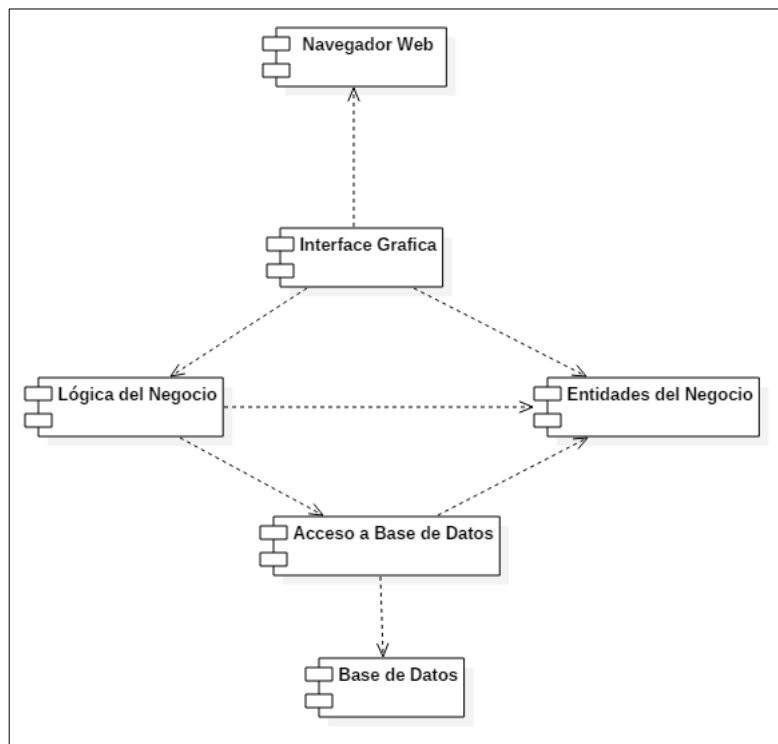 Navegador Web
Interface Grafica
Lógica del Negocio
Entidades del Negocio
Acceso a Base de Datos
Base de Datos